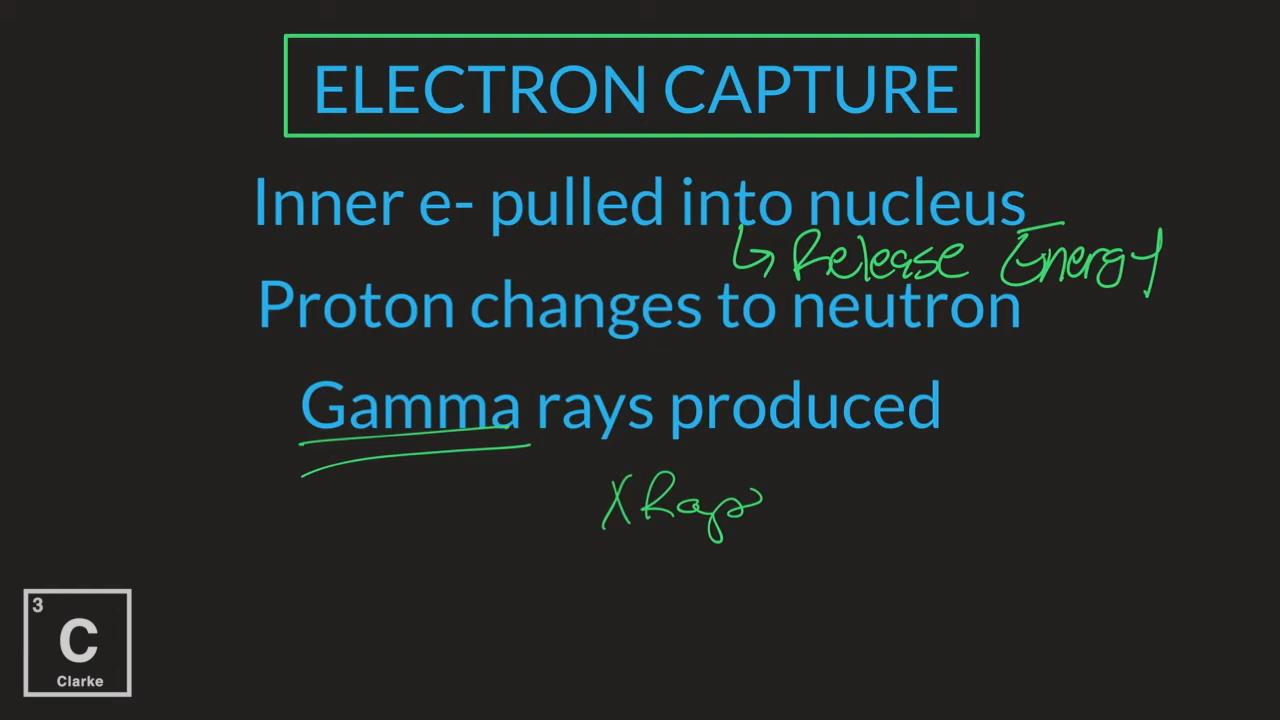 ELECTRON CAPTURE
Inner e- pulled into nucleus
↳ Release Energy
Proton changes to neutron
Gamma rays produced
X Rays
3
C
Clarke